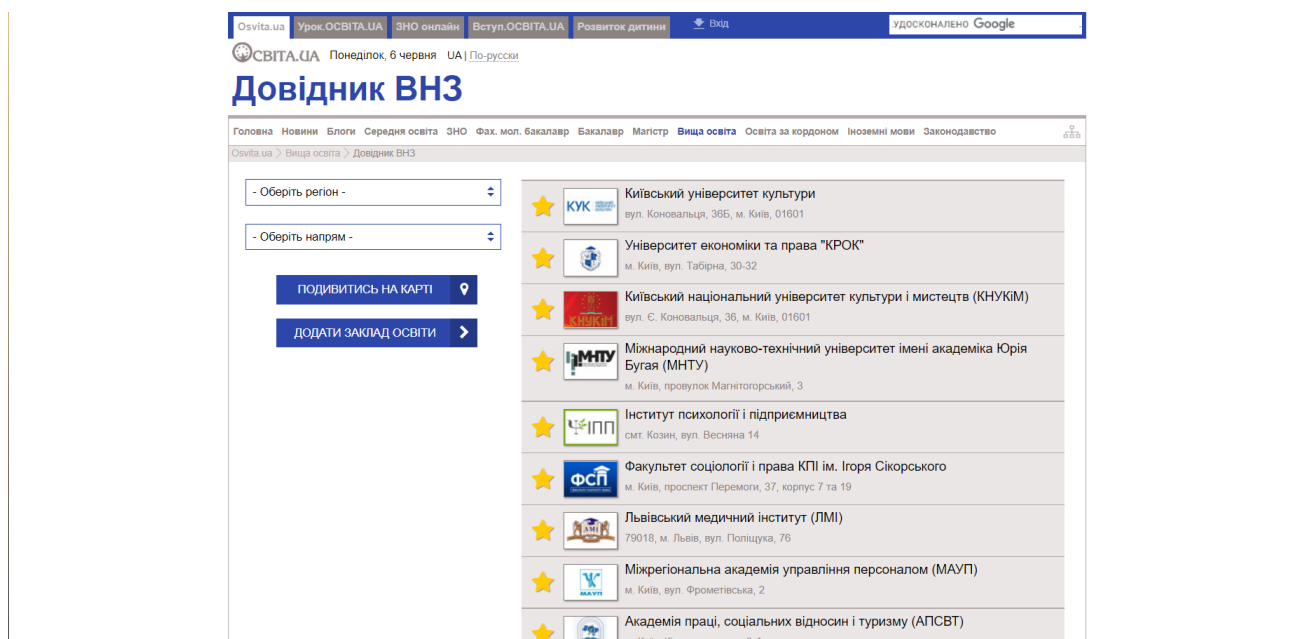 Osvita.ua Урок.ОСВІТА.UA ЗНО онлайн Вступ.ОСВІТА.UA Розвиток дитини Вхід УДОСКОНАЛЕНО Google
ОСВІТА.UA Понеділок, 6 червня UA | По-русски
Довідник ВНЗ
Головна Новини Блоги Середня освіта ЗНО Фах. мол. бакалавр Бакалавр Магістр Вища освіта Освіта за кордоном Іноземні мови Законодавство
Osvita.ua > Вища освіта > Довідник ВНЗ
- Оберіть регіон -
- Оберіть напрям -
ПОДИВИТИСЬ НА КАРТІ
ДОДАТИ ЗАКЛАД ОСВІТИ
КУК
Київський університет культури
вул. Коновальця, 36Б, м. Київ, 01601
Університет економіки та права "КРОК"
м. Київ, вул. Табірна, 30-32
КНУКіМ
Київський національний університет культури і мистецтв (КНУКіМ)
вул. Є. Коновальця, 36, м. Київ, 01601
МНТУ
Міжнародний науково-технічний університет імені академіка Юрія
Бугая (МНТУ)
м. Київ, провулок Магнітогорський, 3
ІПП
Інститут психології і підприємництва
смт. Козин, вул. Весняна 14
ФСП
Факультет соціології і права КПІ ім. Ігоря Сікорського
м. Київ, проспект Перемоги, 37, корпус 7 та 19
ЛМІ
Львівський медичний інститут (ЛМІ)
79018, м. Львів, вул. Поліщука, 76
МАУП
Міжрегіональна академія управління персоналом (МАУП)
м. Київ, вул. Фрометівська, 2
Академія праці, соціальних відносин і туризму (АПСВТ)